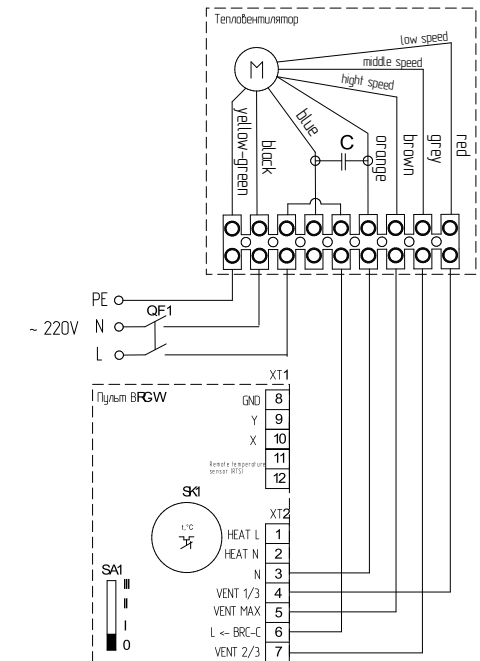 Тепловентилятор
low speed
middle speed
hight speed
M
yellow-green
black
blue
C
orange
brown
grey
red
PE
QF1
~ 220V N
L
XT1
Пульт BRGW
GND 8
Y 9
X 10
11
Remote temperature
sensor (RTS)
12
SK1
t,°C
XT2
HEAT L 1
HEAT N 2
N 3
SA1
VENT 1/3 4
III
II
VENT MAX 5
I
L <- BRC-C 6
0
VENT 2/3 7